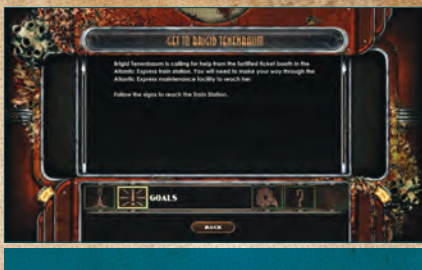 GET TO BRIGID TENENBAUM
Brigid Tenenbaum is calling for help from the fortified ticket booth in the
Atlantic Express train station. You will need to make your way through the
Atlantic Express maintenance facility to reach her.
Follow the signs to reach the Train Station.
GOALS
BACK